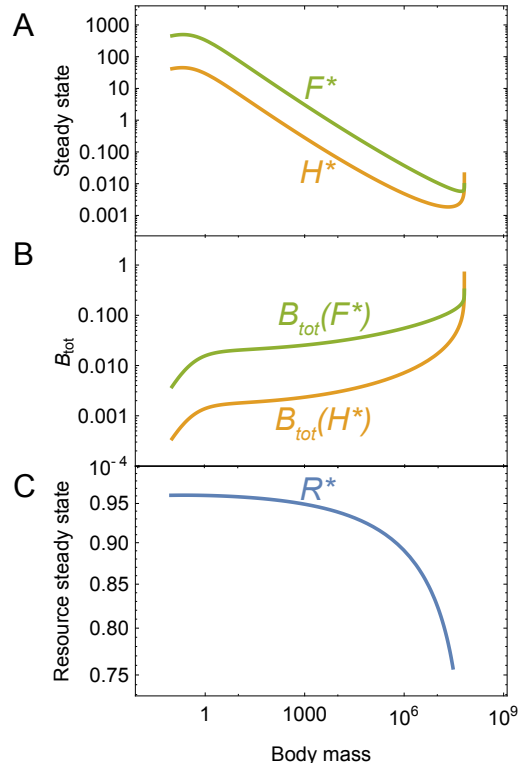 A
Steady state
1000
100
10
1
0.100
0.010
0.001
F*
H*
B
B_tot
1
0.100
0.010
0.001
10^-4
B_tot(F*)
B_tot(H*)
C
Resource steady state
0.95
0.90
0.85
0.80
0.75
R*
1 1000 10^6 10^9
Body mass